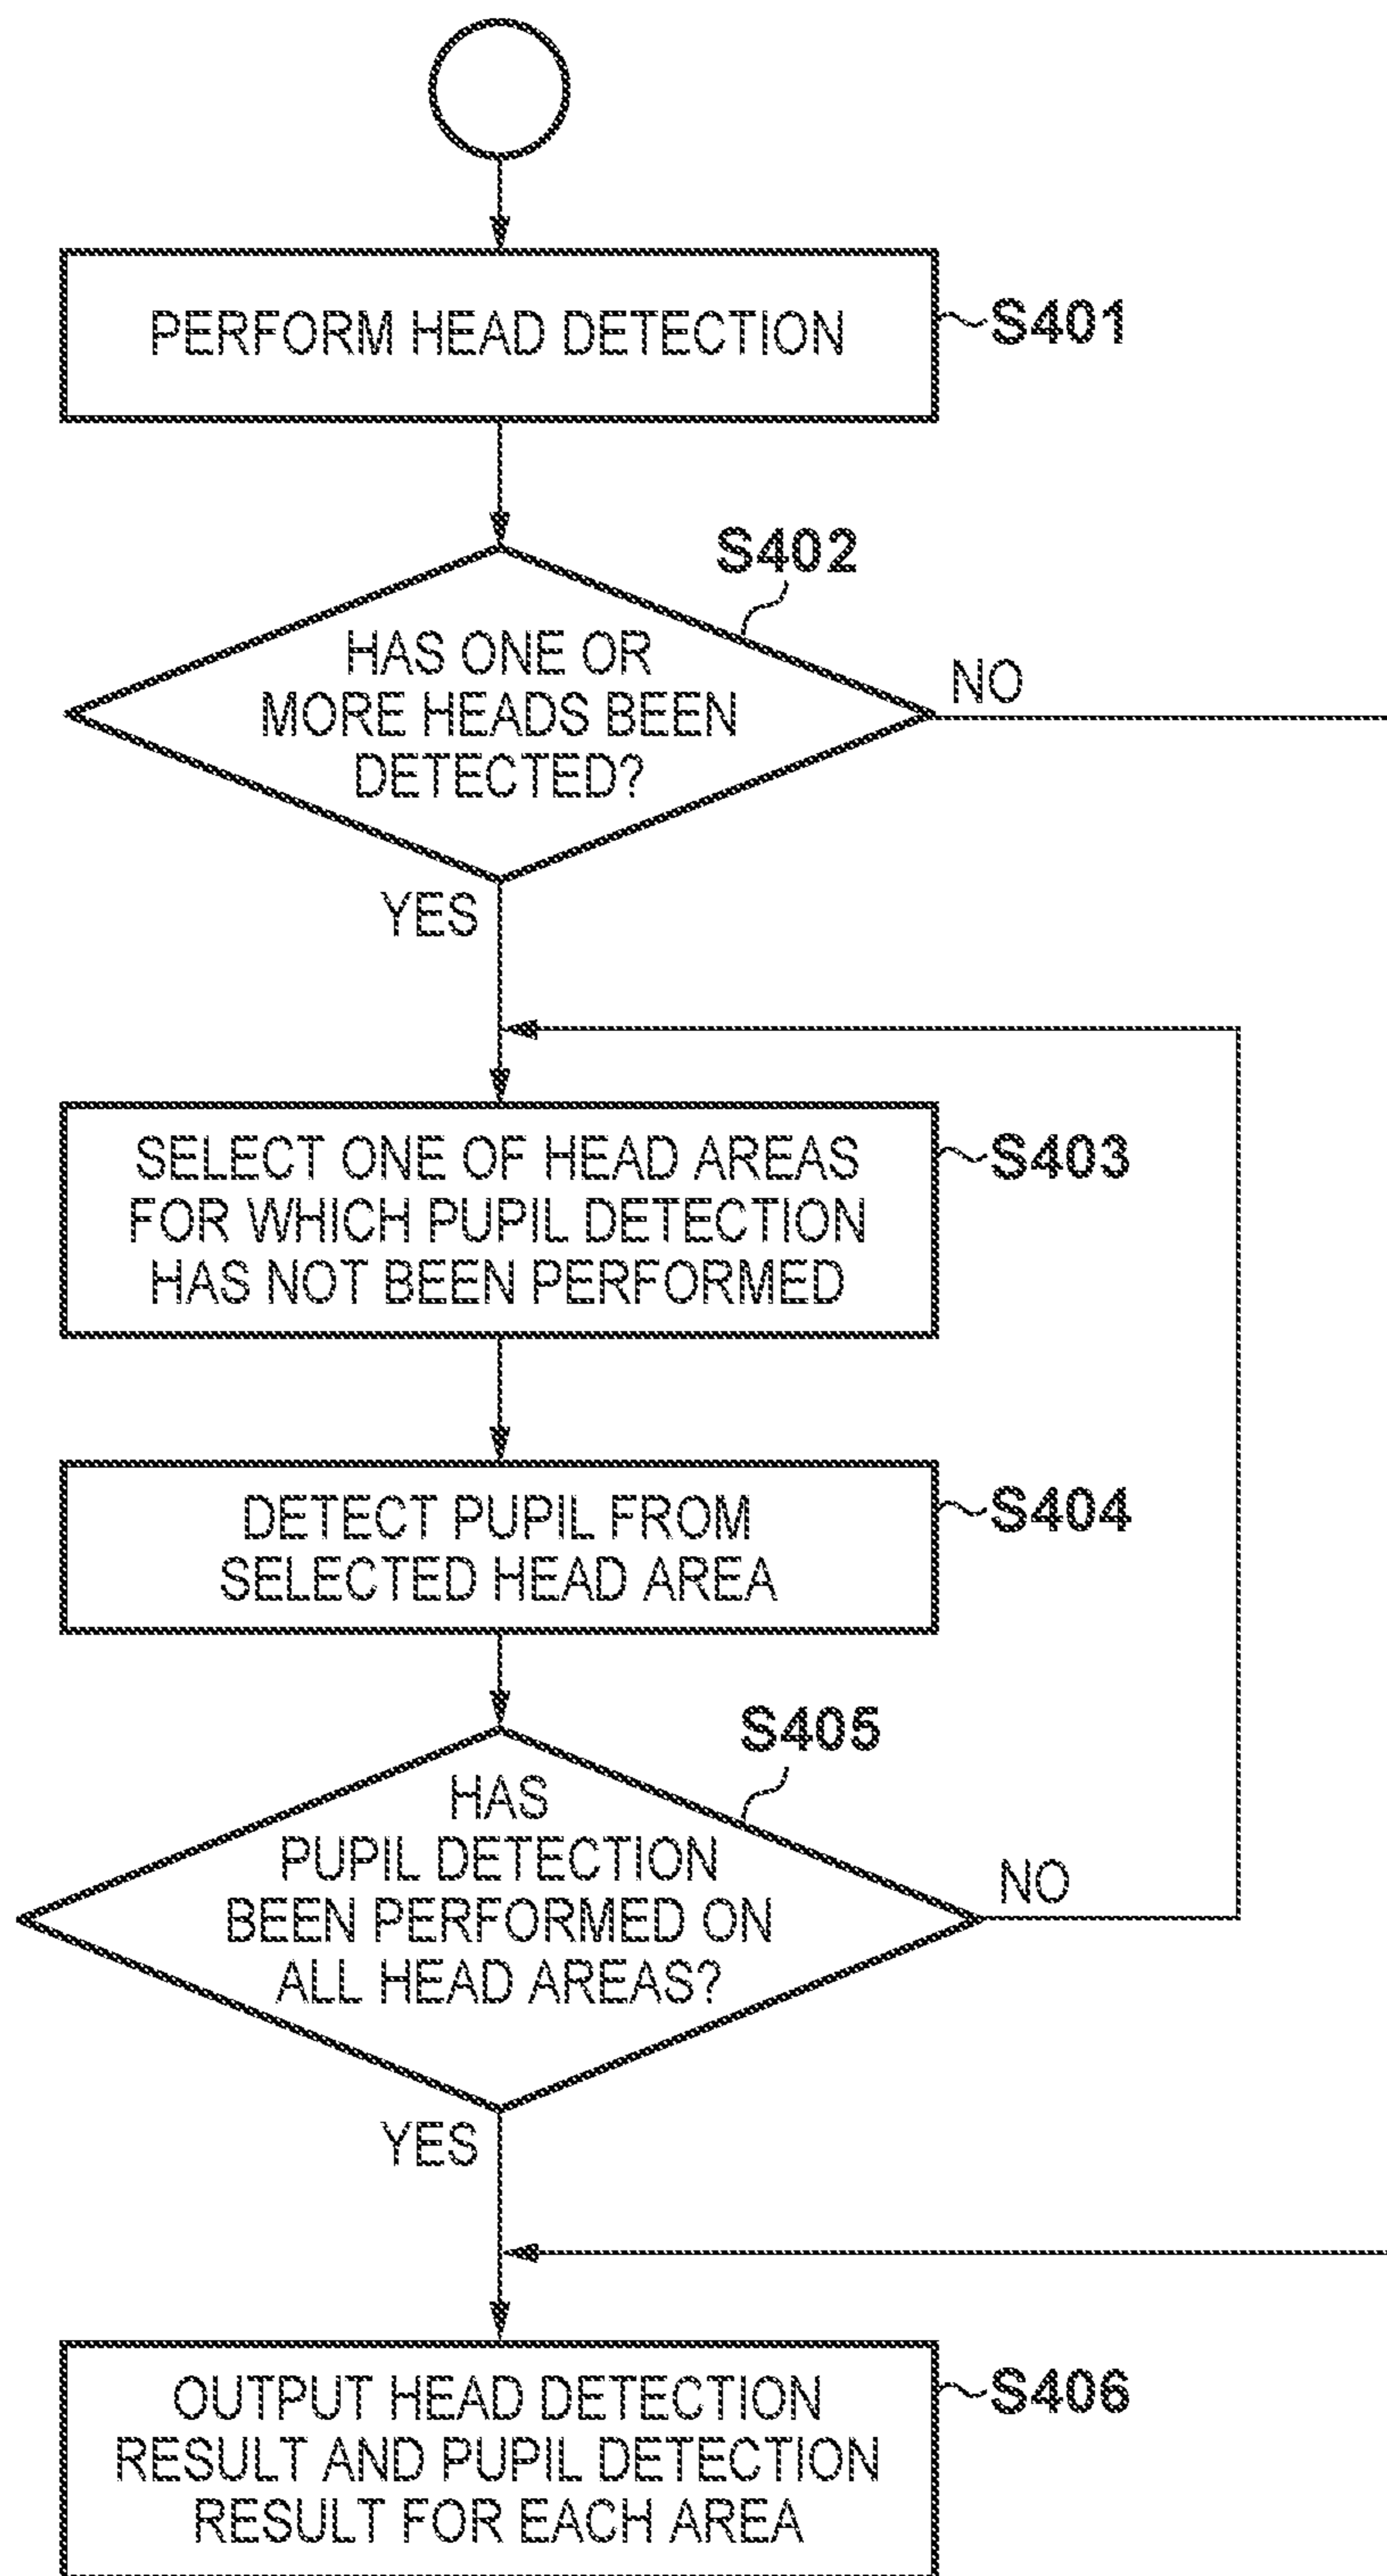 PERFORM HEAD DETECTION
S401
S402
HAS ONE OR
MORE HEADS BEEN
DETECTED?
NO
YES
SELECT ONE OF HEAD AREAS
FOR WHICH PUPIL DETECTION
HAS NOT BEEN PERFORMED
S403
DETECT PUPIL FROM
SELECTED HEAD AREA
S404
S405
HAS
PUPIL DETECTION
BEEN PERFORMED ON
ALL HEAD AREAS?
NO
YES
OUTPUT HEAD DETECTION
RESULT AND PUPIL DETECTION
RESULT FOR EACH AREA
S406